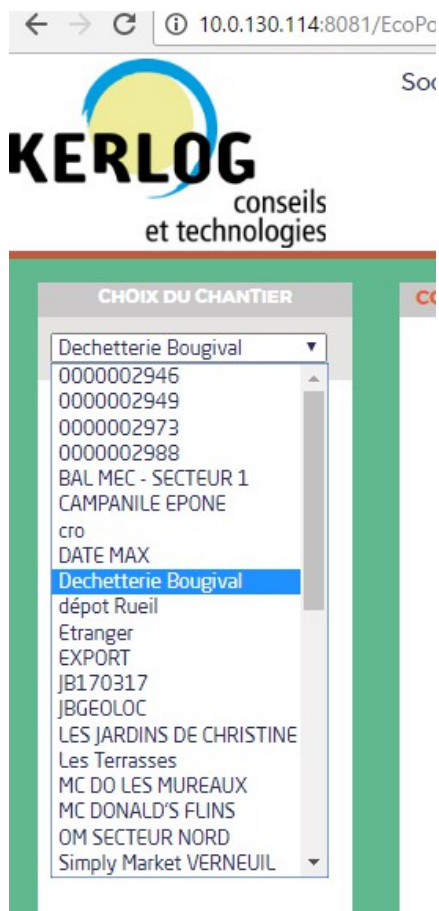 10.0.130.114:8081/EcoPo
Soc
KERLOG
conseils
et technologies
CHOIX DU CHANTIER
CO
Dechetterie Bougival
0000002946
0000002949
0000002973
0000002988
BAL MEC - SECTEUR 1
CAMPANILE EPONE
cro
DATE MAX
Dechetterie Bougival
dépot Rueil
Etranger
EXPORT
JB170317
JBGEOLOC
LES JARDINS DE CHRISTINE
Les Terrasses
MC DO LES MUREAUX
MC DONALD'S FLINS
OM SECTEUR NORD
Simply Market VERNEUIL